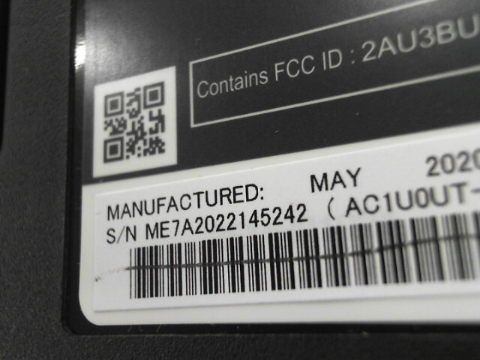 Contains FCC ID : 2AU3BU
MANUFACTURED: MAY 2020
S/N ME7A2022145242 ( AC1U0UT-